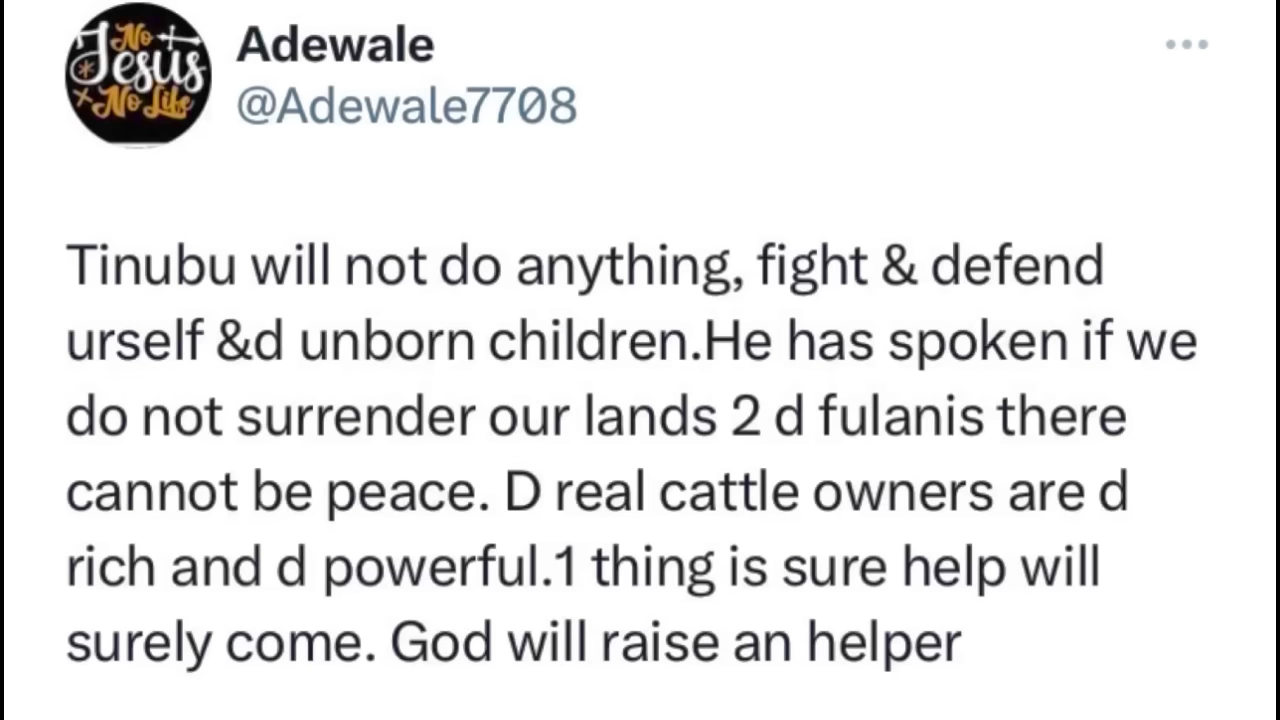 No
Jesus
No Life
Adewale
@Adewale7708
Tinubu will not do anything, fight & defend
urself &d unborn children.He has spoken if we
do not surrender our lands 2 d fulanis there
cannot be peace. D real cattle owners are d
rich and d powerful.1 thing is sure help will
surely come. God will raise an helper